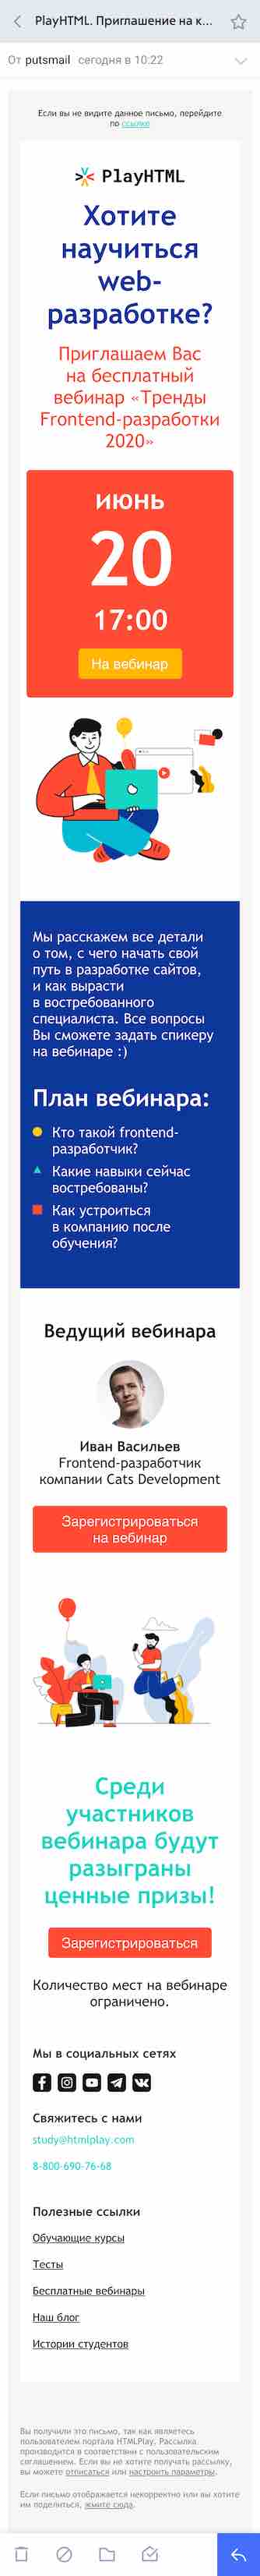 PlayHTML. Приглашение на к...
От putsmail сегодня в 10:22
Если вы не видите данное письмо, перейдите
по ссылке
PlayHTML
Хотите
научиться
web-
разработке?
Приглашаем Вас
на бесплатный
вебинар «Тренды
Frontend-разработки
2020»
ИЮНЬ
20
17:00
На вебинар
Мы расскажем все детали
о том, с чего начать свой
путь в разработке сайтов,
и как вырасти
в востребованного
специалиста. Все вопросы
Вы сможете задать спикеру
на вебинаре :)
План вебинара:
Кто такой frontend-
разработчик?
Какие навыки сейчас
востребованы?
Как устроиться
в компанию после
обучения?
Ведущий вебинара
Иван Васильев
Frontend-разработчик
компании Cats Development
Зарегистрироваться
на вебинар
Среди
участников
вебинара будут
разыграны
ценные призы!
Зарегистрироваться
Количество мест на вебинаре
ограничено.
Мы в социальных сетях
Свяжитесь с нами
study@htmlplay.com
8-800-690-76-68
Полезные ссылки
Обучающие курсы
Тесты
Бесплатные вебинары
Наш блог
Истории студентов
Вы получили это письмо, так как являетесь
пользователем портала HTMLPlay. Рассылка
производится в соответствии с пользовательским
соглашением. Если вы не хотите получать рассылку,
вы можете отписаться или настроить параметры.
Если письмо отображается некорректно или вы хотите
им поделиться, жмите сюда.